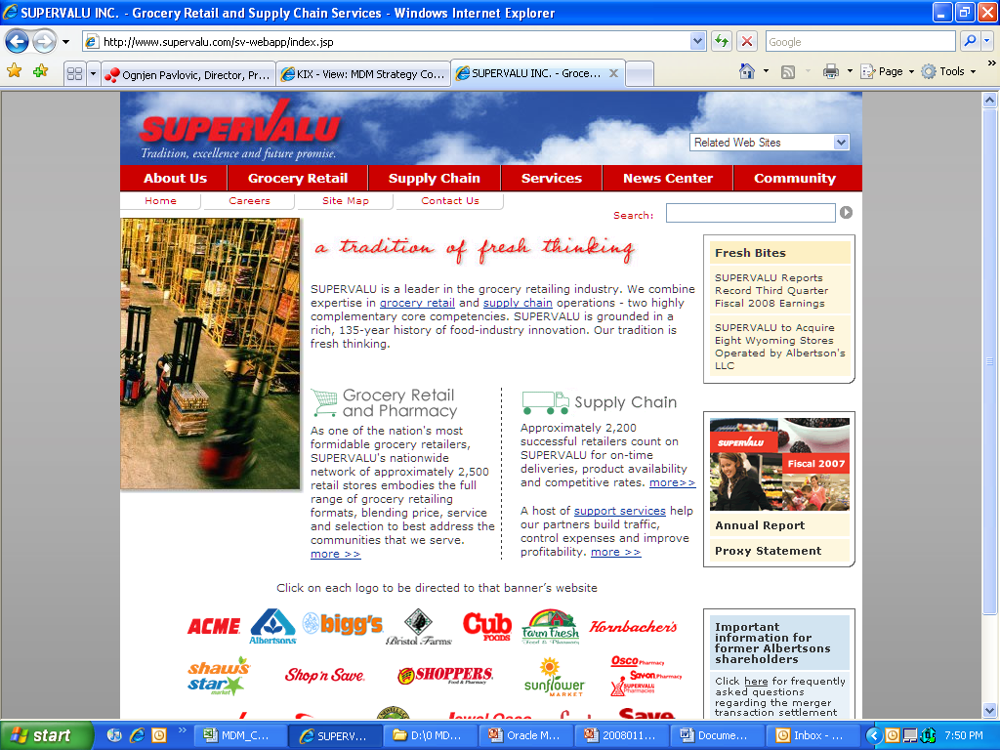 SUPERVALU INC. - Grocery Retail and Supply Chain Services - Windows Internet Explorer
http://www.supervalu.com/sv-webapp/index.jsp
Google
Ognjen Pavlovic, Director, Pr...
KIX - View: MDM Strategy Co...
SUPERVALU INC. - Groce...
Page
Tools
SUPERVALU
Tradition, excellence and future promise.
Related Web Sites
About Us
Grocery Retail
Supply Chain
Services
News Center
Community
Home
Careers
Site Map
Contact Us
Search:
a tradition of fresh thinking
SUPERVALU is a leader in the grocery retailing industry. We combine
expertise in grocery retail and supply chain operations - two highly
complementary core competencies. SUPERVALU is grounded in a
rich, 135-year history of food-industry innovation. Our tradition is
fresh thinking.
Grocery Retail
and Pharmacy
As one of the nation's most
formidable grocery retailers,
SUPERVALU's nationwide
network of approximately 2,500
retail stores embodies the full
range of grocery retailing
formats, blending price, service
and selection to best address the
communities that we serve.
more >>
Supply Chain
Approximately 2,200
successful retailers count on
SUPERVALU for on-time
deliveries, product availability
and competitive rates. more>>
A host of support services help
our partners build traffic,
control expenses and improve
profitability. more >>
Fresh Bites
SUPERVALU Reports
Record Third Quarter
Fiscal 2008 Earnings
SUPERVALU to Acquire
Eight Wyoming Stores
Operated by Albertson's
LLC
SUPERVALU
Fiscal 2007
Annual Report
Proxy Statement
Important
information for
former Albertsons
shareholders
Click here for frequently
asked questions
regarding the merger
transaction settlement
Click on each logo to be directed to that banner's website
ACME
Albertsons
bigg's
Bristol Farms
Cub
FOODS
Farm Fresh
Food & Pharmacy
Hornbacher's
shaw's
star
market
Shop 'n Save
SHOPPERS
Food & Pharmacy
sunflower
MARKET
Osco Pharmacy
Savon Pharmacy
SUPERVALU
Pharmacies
Jewel-Osco
Save
start
MDM_C...
SUPERV...
D:\0 MD...
Oracle M...
2008011...
Docume...
Inbox - ...
7:50 PM